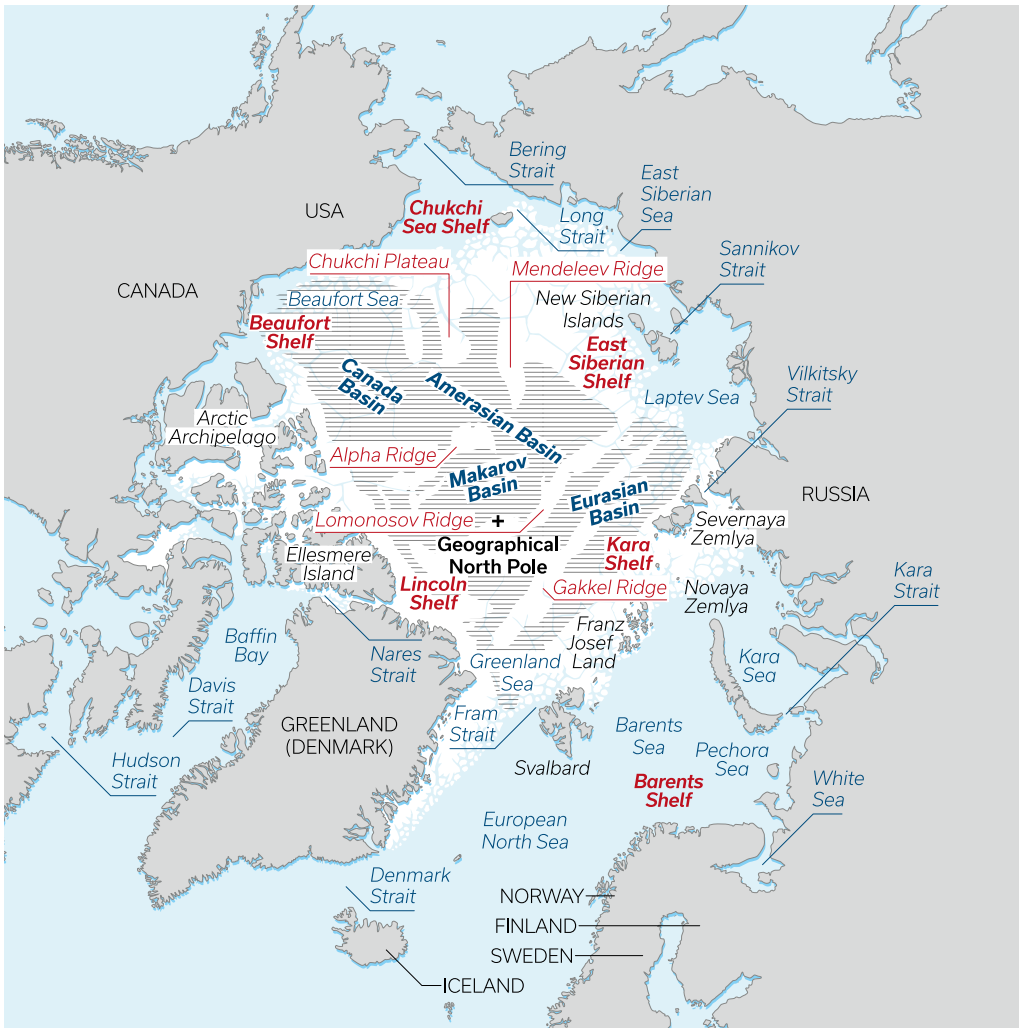 Bering
Strait
East
Siberian
Sea
USA
Chukchi
Sea Shelf
Long
Strait
Sannikov
Strait
Chukchi Plateau
Mendeleev Ridge
CANADA
Beaufort Sea
New Siberian
Islands
Beaufort
Shelf
East
Siberian
Shelf
Canada
Basin
Amerasian Basin
Laptev Sea
Vilkitsky
Strait
Arctic
Archipelago
Alpha Ridge
Makarov
Basin
Eurasian
Basin
RUSSIA
Lomonosov Ridge
+
Geographical
North Pole
Severnaya
Zemlya
Ellesmere
Island
Kara
Shelf
Lincoln
Shelf
Gakkel Ridge
Novaya
Zemlya
Kara
Strait
Franz
Josef
Land
Baffin
Bay
Nares
Strait
Greenland
Sea
Kara
Sea
Davis
Strait
Fram
Strait
GREENLAND
(DENMARK)
Barents
Sea
Pechora
Sea
Hudson
Strait
Svalbard
Barents
Shelf
White
Sea
European
North Sea
Denmark
Strait
NORWAY
FINLAND
SWEDEN
ICELAND